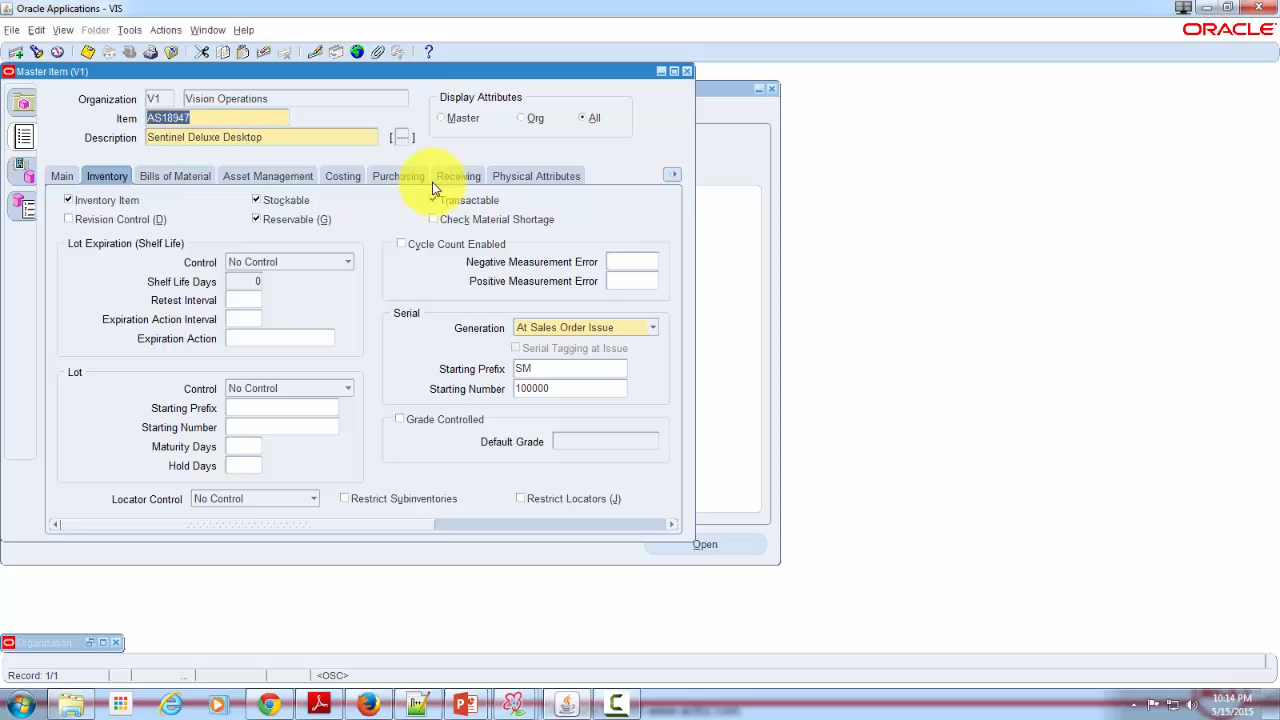 Oracle Applications - VIS
File Edit View Folder Tools Actions Window Help
ORACLE
Master Item (V1)
Organization V1 Vision Operations
Item AS18947
Description Sentinel Deluxe Desktop [ ]
Display Attributes
Master Org All
Main Inventory Bills of Material Asset Management Costing Purchasing Receiving Physical Attributes
Inventory Item Stockable Transactable
Revision Control (D) Reservable (G) Check Material Shortage
Lot Expiration (Shelf Life)
Control No Control
Shelf Life Days 0
Retest Interval
Expiration Action Interval
Expiration Action
Cycle Count Enabled
Negative Measurement Error
Positive Measurement Error
Serial
Generation At Sales Order Issue
Serial Tagging at Issue
Starting Prefix SM
Starting Number 100000
Lot
Control No Control
Starting Prefix
Starting Number
Maturity Days
Hold Days
Grade Controlled
Default Grade
Locator Control No Control Restrict Subinventories Restrict Locators (J)
Open
Organization
Record: 1/1 ... <OSC>
10:14 PM
5/15/2015